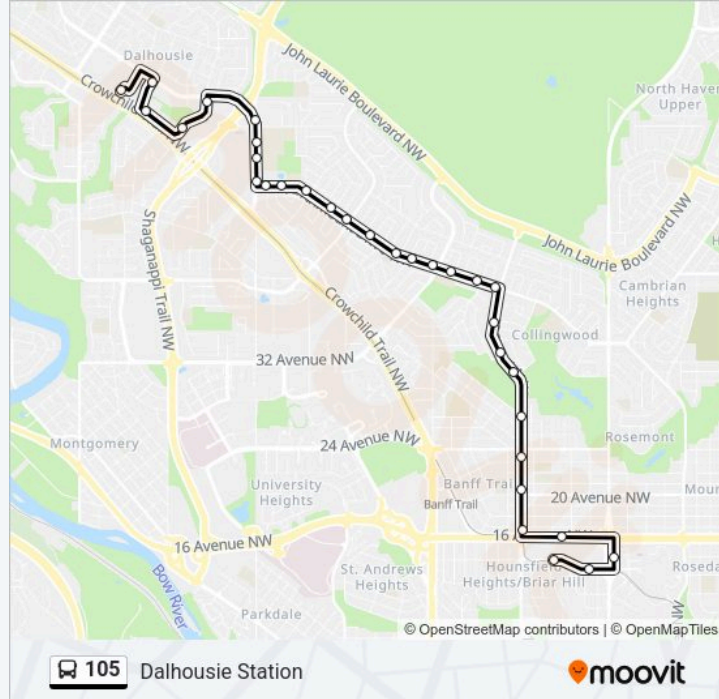 Dalhousie
John Laurie Boulevard NW
North Haven
Upper
Crowchild
NW
Shaganappi Trail NW
John Laurie Boulevard NW
Cambrian
Heights
Crowchild Trail NW
Collingwood
32 Avenue NW
24 Avenue NW
Rosemont
Montgomery
University
Heights
Banff Trail
Banff Trail
20 Avenue NW
16 Avenue NW
St. Andrews
Heights
Hounsfield
Heights/Briar Hill
Bow River
Parkdale
NW
© OpenStreetMap contributors | © OpenMapTiles
105 Dalhousie Station
moovit